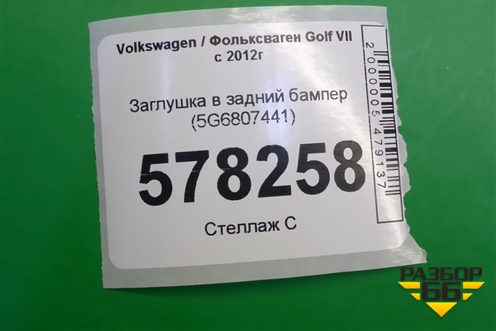 Volkswagen / Фольксваген Golf VII
с 2012г
Заглушка в задний бампер
(5G6807441)
578258
Стеллаж С
2000005479137
РАЗБОР
66